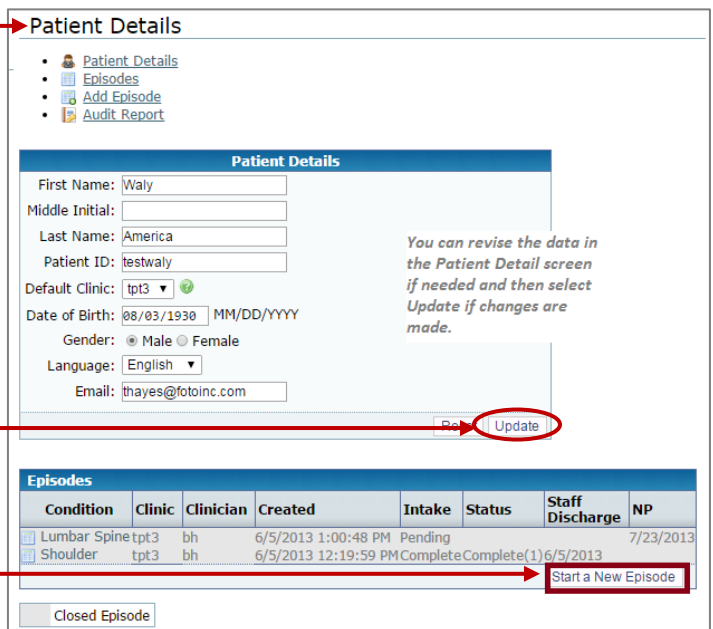 Patient Details
Patient Details
Episodes
Add Episode
Audit Report
Patient Details
First Name: Waly
Middle Initial:
Last Name: America
Patient ID: testwaly
Default Clinic: tpt3
Date of Birth: 08/03/1930 MM/DD/YYYY
Gender: Male Female
Language: English
Email: thayes@fotoinc.com
You can revise the data in
the Patient Detail screen
if needed and then select
Update if changes are
made.
Update
Episodes
Condition Clinic Clinician Created Intake Status Staff Discharge NP
Lumbar Spine tpt3 bh 6/5/2013 1:00:48 PM Pending 7/23/2013
Shoulder tpt3 bh 6/5/2013 12:19:59 PM Complete Complete(1) 6/5/2013
Start a New Episode
Closed Episode